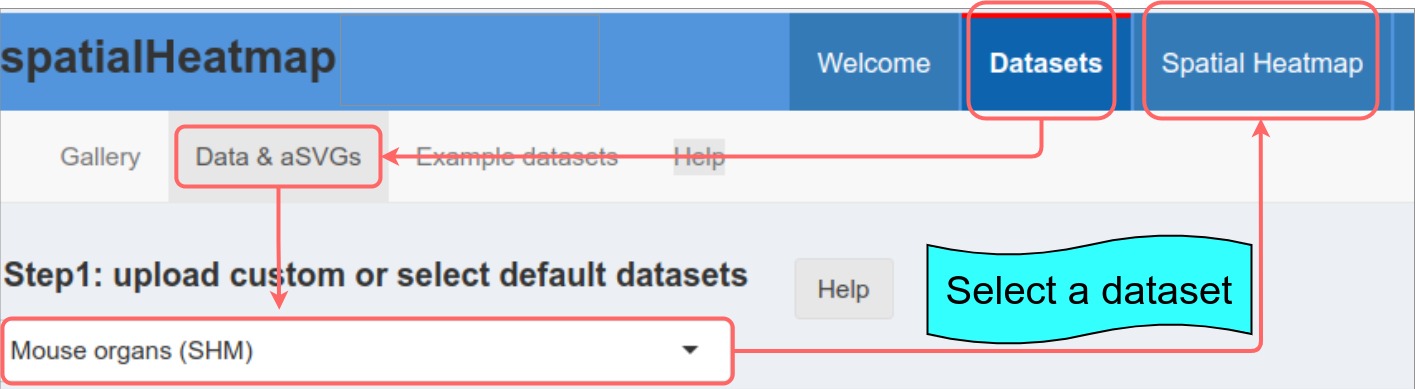 spatialHeatmap
Welcome Datasets Spatial Heatmap
Gallery Data & aSVGs Example datasets Help
Step1: upload custom or select default datasets
Help
Select a dataset
Mouse organs (SHM)